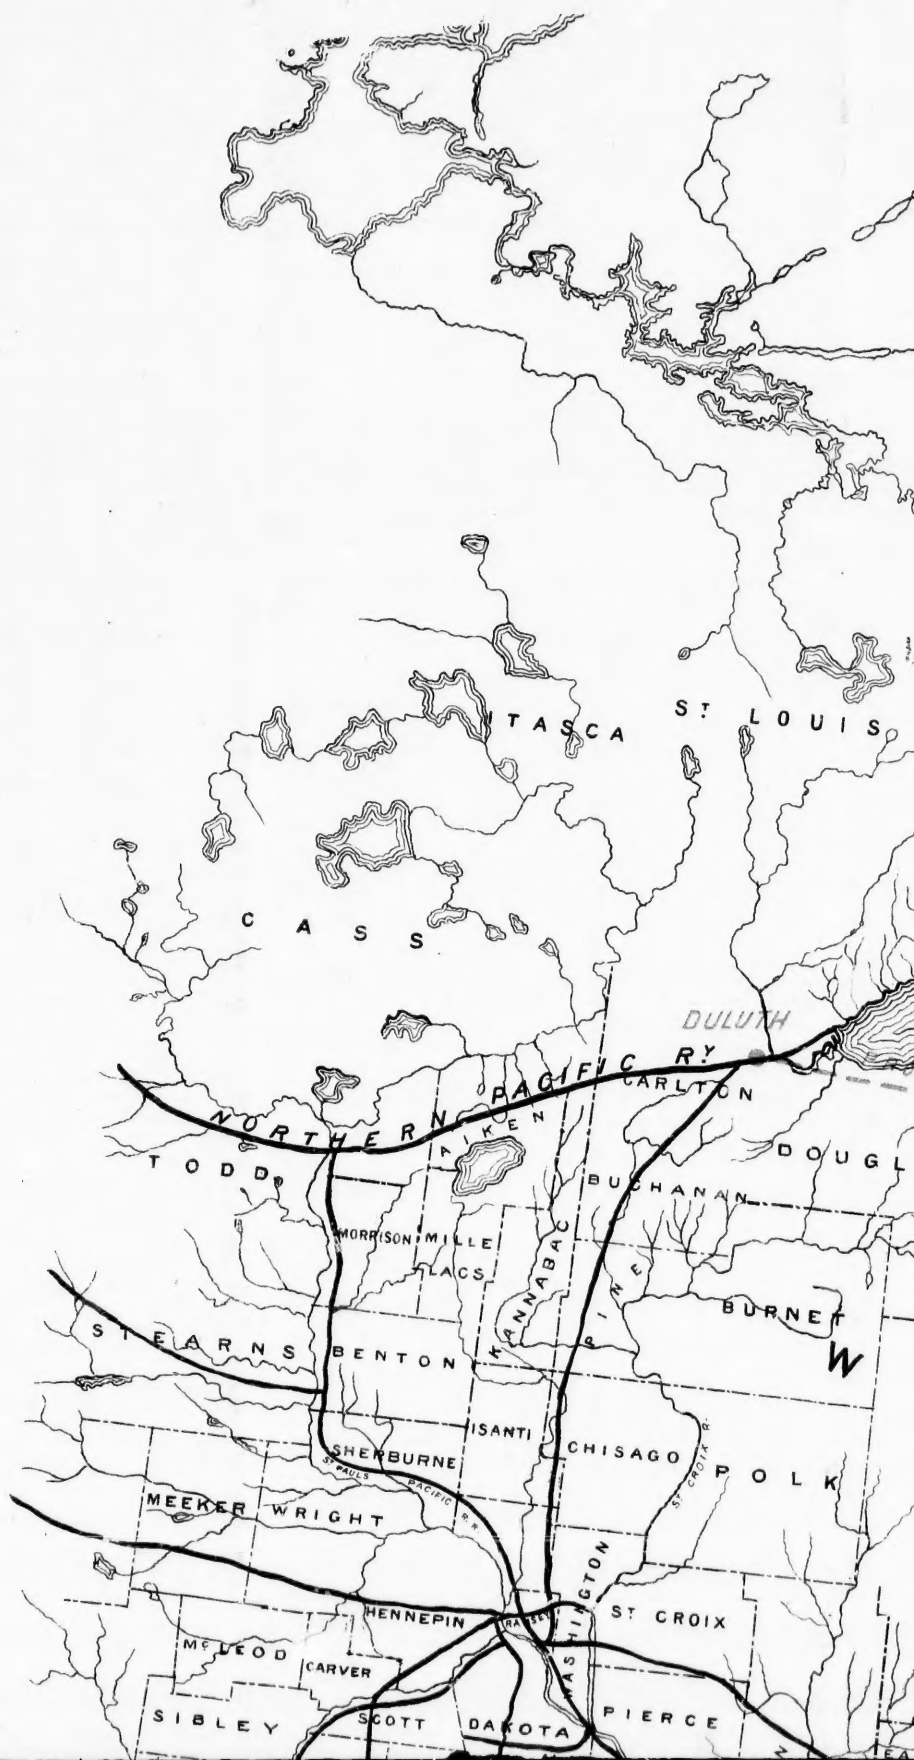 ITASCA
ST. LOUIS
CASS
DULUTH
NORTHERN PACIFIC RY
CARLTON
AIKEN
DOUGL
TODD
BUCHANAN
MORRISON
MILLE
LACS
KANNABAC
PINE
BURNET
W
STEARNS
BENTON
ISANTI
CHISAGO
ST CROIX R.
POLK
SHERBURNE
ST PAULS PACIFIC R.R.
MEEKER
WRIGHT
WASHINGTON
HENNEPIN
RAMSEY
ST CROIX
McLEOD
CARVER
SIBLEY
SCOTT
DAKOTA
PIERCE